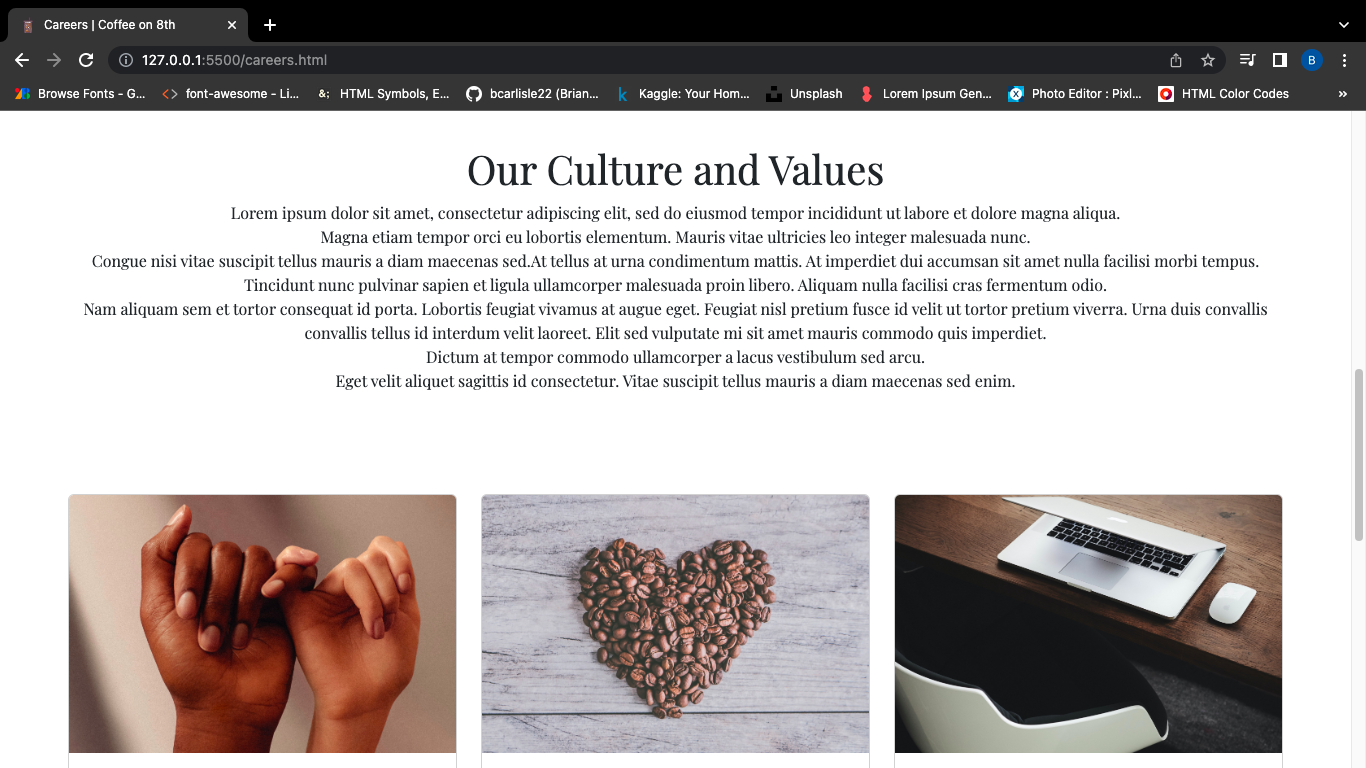 Careers | Coffee on 8th
127.0.0.1:5500/careers.html
B
Browse Fonts - G...
font-awesome - Li...
&; HTML Symbols, E...
bcarlisle22 (Brian...
k Kaggle: Your Hom...
Unsplash
Lorem Ipsum Gen...
Photo Editor : Pixl...
HTML Color Codes
»
Our Culture and Values
Lorem ipsum dolor sit amet, consectetur adipiscing elit, sed do eiusmod tempor incididunt ut labore et dolore magna aliqua.
Magna etiam tempor orci eu lobortis elementum. Mauris vitae ultricies leo integer malesuada nunc.
Congue nisi vitae suscipit tellus mauris a diam maecenas sed.At tellus at urna condimentum mattis. At imperdiet dui accumsan sit amet nulla facilisi morbi tempus.
Tincidunt nunc pulvinar sapien et ligula ullamcorper malesuada proin libero. Aliquam nulla facilisi cras fermentum odio.
Nam aliquam sem et tortor consequat id porta. Lobortis feugiat vivamus at augue eget. Feugiat nisl pretium fusce id velit ut tortor pretium viverra. Urna duis convallis
convallis tellus id interdum velit laoreet. Elit sed vulputate mi sit amet mauris commodo quis imperdiet.
Dictum at tempor commodo ullamcorper a lacus vestibulum sed arcu.
Eget velit aliquet sagittis id consectetur. Vitae suscipit tellus mauris a diam maecenas sed enim.